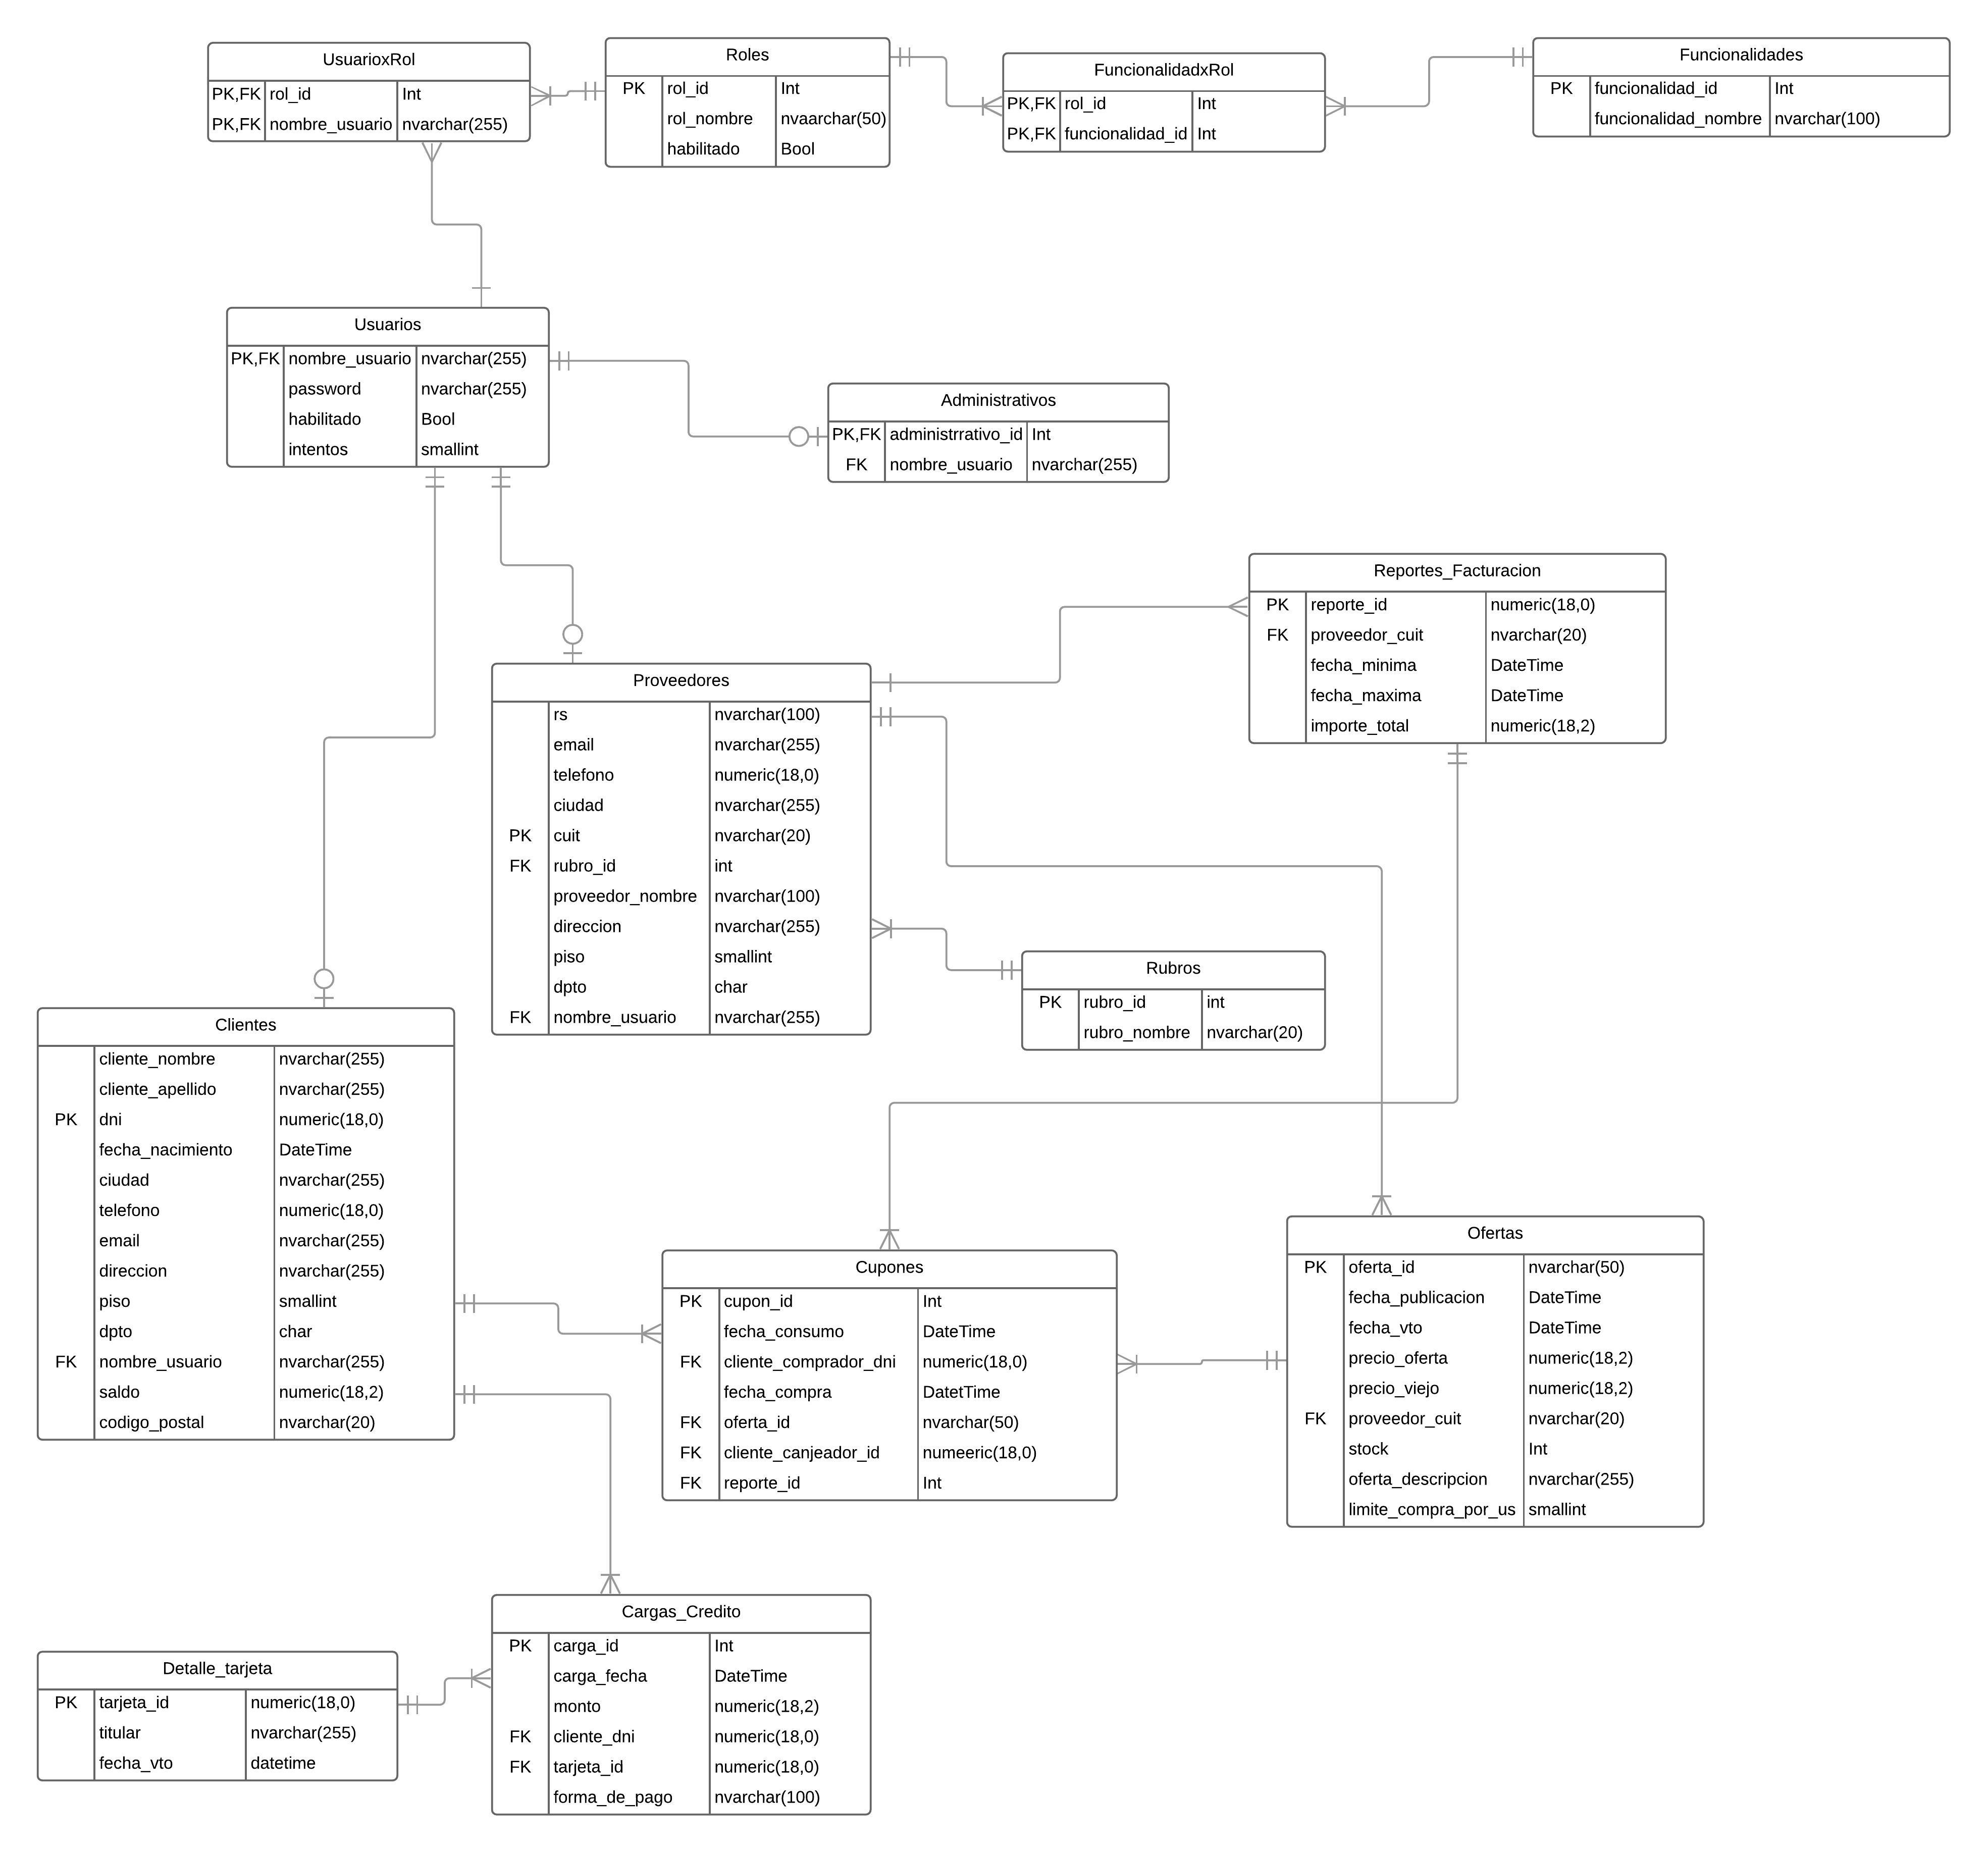 UsuarioxRol
PK,FK rol_id Int
PK,FK nombre_usuario nvarchar(255)
Roles
PK rol_id Int
rol_nombre nvaarchar(50)
habilitado Bool
FuncionalidadxRol
PK,FK rol_id Int
PK,FK funcionalidad_id Int
Funcionalidades
PK funcionalidad_id Int
funcionalidad_nombre nvarchar(100)
Usuarios
PK,FK nombre_usuario nvarchar(255)
password nvarchar(255)
habilitado Bool
intentos smallint
Administrativos
PK,FK administrrativo_id Int
FK nombre_usuario nvarchar(255)
Reportes_Facturacion
PK reporte_id numeric(18,0)
FK proveedor_cuit nvarchar(20)
fecha_minima DateTime
fecha_maxima DateTime
importe_total numeric(18,2)
Proveedores
rs nvarchar(100)
email nvarchar(255)
telefono numeric(18,0)
ciudad nvarchar(255)
PK cuit nvarchar(20)
FK rubro_id int
proveedor_nombre nvarchar(100)
direccion nvarchar(255)
piso smallint
dpto char
FK nombre_usuario nvarchar(255)
Rubros
PK rubro_id int
rubro_nombre nvarchar(20)
Clientes
cliente_nombre nvarchar(255)
cliente_apellido nvarchar(255)
PK dni numeric(18,0)
fecha_nacimiento DateTime
ciudad nvarchar(255)
telefono numeric(18,0)
email nvarchar(255)
direccion nvarchar(255)
piso smallint
dpto char
FK nombre_usuario nvarchar(255)
saldo numeric(18,2)
codigo_postal nvarchar(20)
Cupones
PK cupon_id Int
fecha_consumo DateTime
FK cliente_comprador_dni numeric(18,0)
fecha_compra DatetTime
FK oferta_id nvarchar(50)
FK cliente_canjeador_id numeeric(18,0)
FK reporte_id Int
Ofertas
PK oferta_id nvarchar(50)
fecha_publicacion DateTime
fecha_vto DateTime
precio_oferta numeric(18,2)
precio_viejo numeric(18,2)
FK proveedor_cuit nvarchar(20)
stock Int
oferta_descripcion nvarchar(255)
limite_compra_por_us smallint
Cargas_Credito
PK carga_id Int
carga_fecha DateTime
monto numeric(18,2)
FK cliente_dni numeric(18,0)
FK tarjeta_id numeric(18,0)
forma_de_pago nvarchar(100)
Detalle_tarjeta
PK tarjeta_id numeric(18,0)
titular nvarchar(255)
fecha_vto datetime